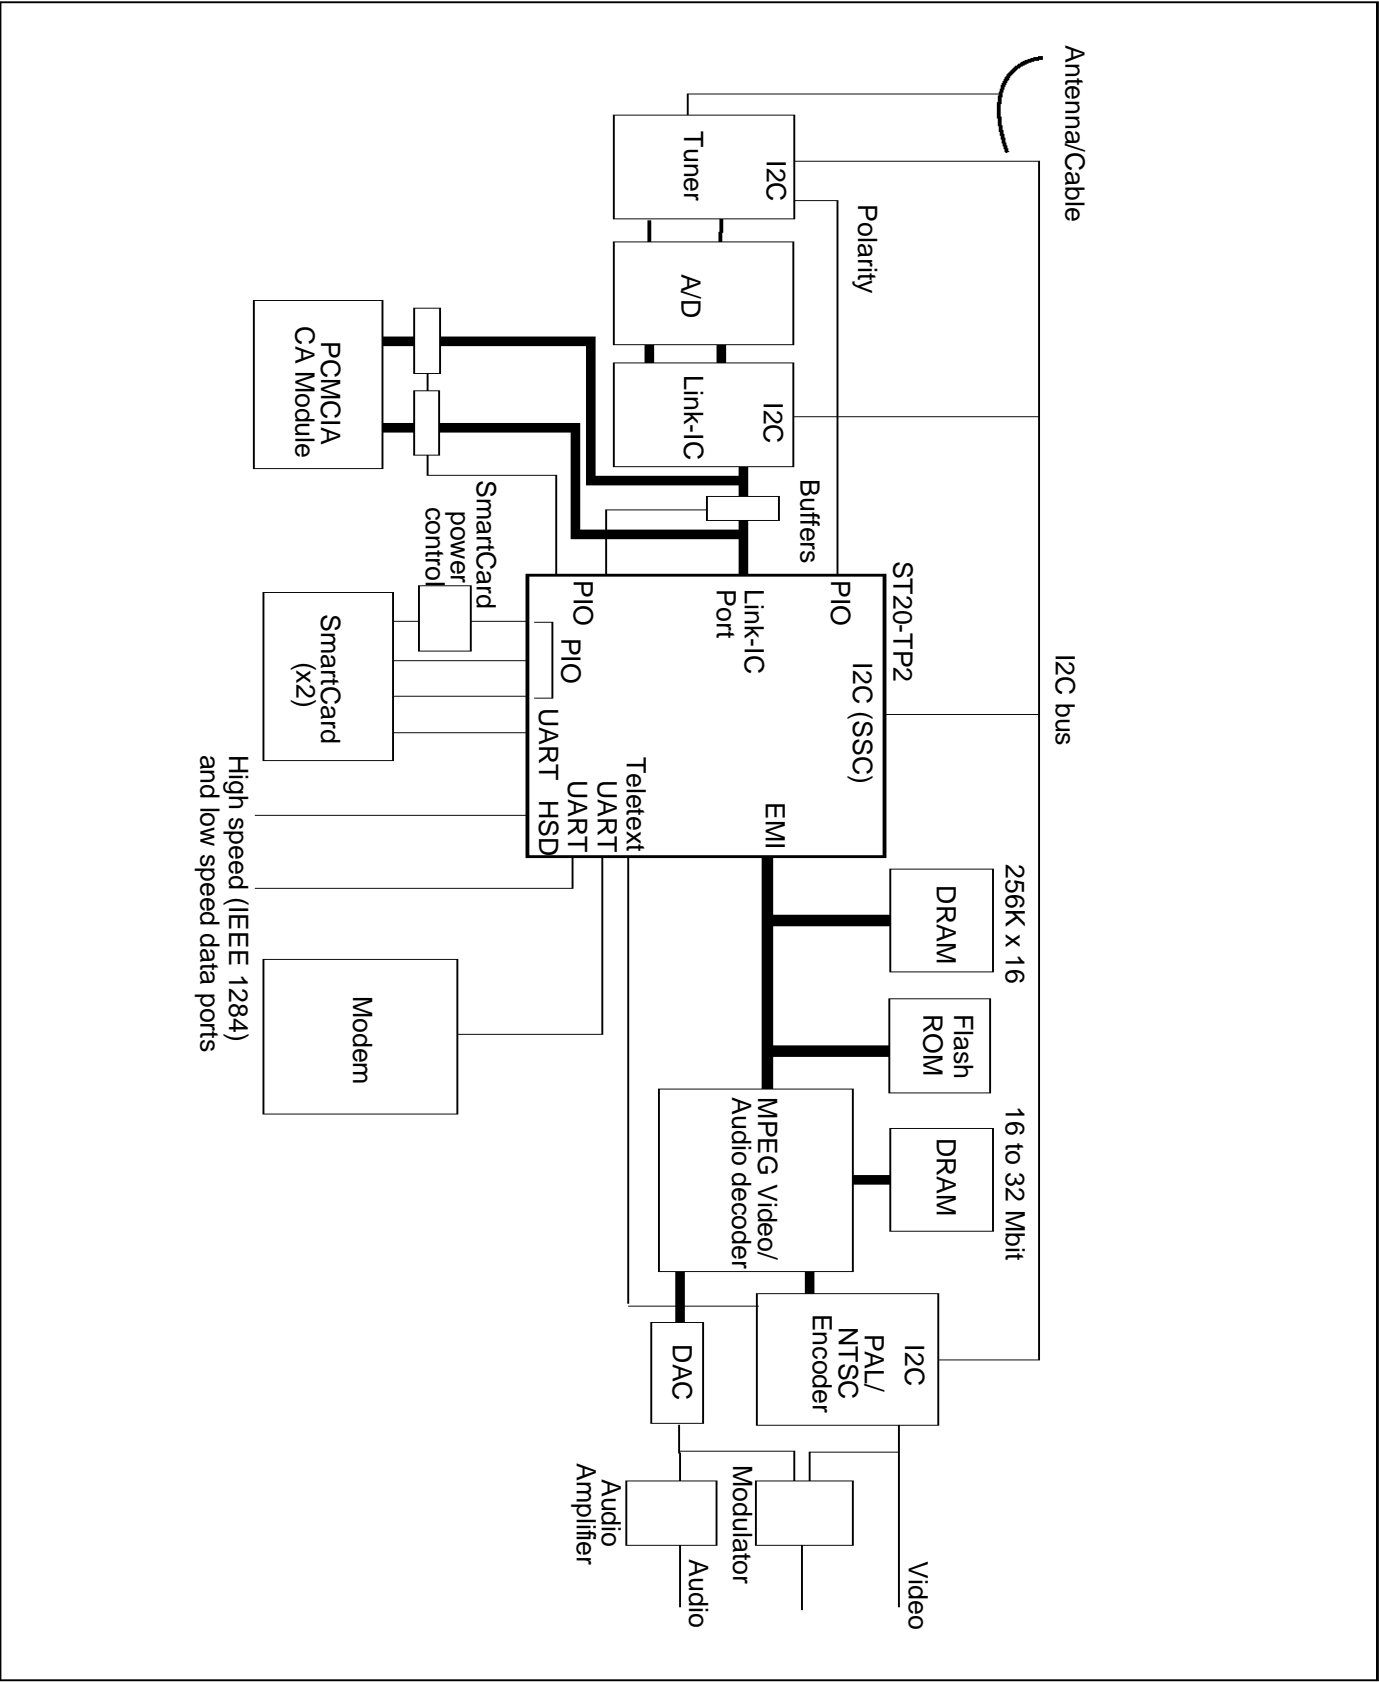 Antenna/Cable
I2C bus
256K x 16
16 to 32 Mbit
DRAM
Flash
ROM
DRAM
Video
Polarity
ST20-TP2
I2C
Tuner
A/D
I2C
Link-IC
Buffers
PIO
I2C (SSC)
EMI
Link-IC
Port
PIO
PIO
UART
HSD
UART
UART
Teletext
MPEG Video/
Audio decoder
I2C
PAL/
NTSC
Encoder
DAC
Modulator
Audio
Audio
Amplifier
PCMCIA
CA Module
SmartCard
power
control
SmartCard
(x2)
Modem
High speed (IEEE 1284)
and low speed data ports